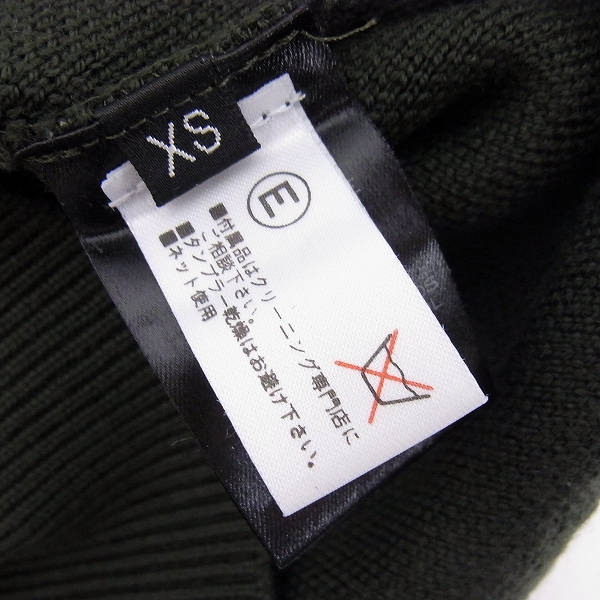 XS
E
■付属品はクリーニング専門店に
ご相談下さい。
■タンブラー乾燥はお避け下さい。
■ネット使用